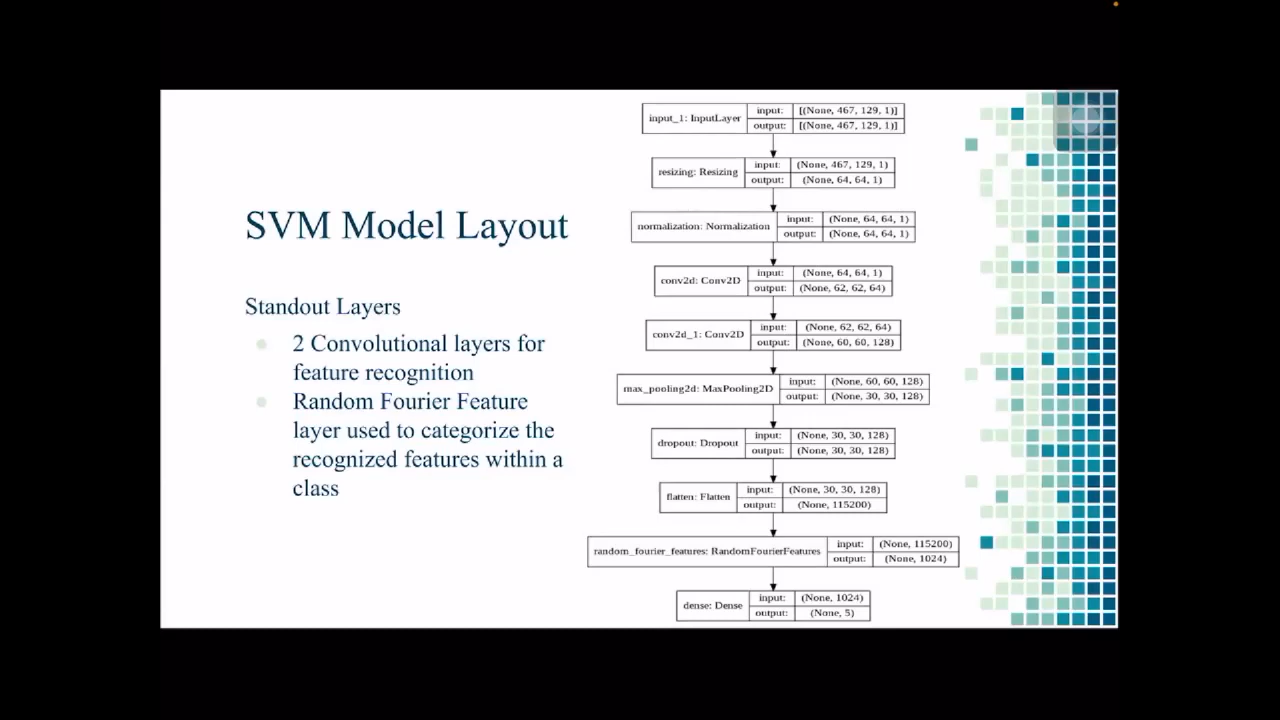 SVM Model Layout
Standout Layers
2 Convolutional layers for
feature recognition
Random Fourier Feature
layer used to categorize the
recognized features within a
class
input_1: InputLayer
input: [(None, 467, 129, 1)]
output: [(None, 467, 129, 1)]
resizing: Resizing
input: (None, 467, 129, 1)
output: (None, 64, 64, 1)
normalization: Normalization
input: (None, 64, 64, 1)
output: (None, 64, 64, 1)
conv2d: Conv2D
input: (None, 64, 64, 1)
output: (None, 62, 62, 64)
conv2d_1: Conv2D
input: (None, 62, 62, 64)
output: (None, 60, 60, 128)
max_pooling2d: MaxPooling2D
input: (None, 60, 60, 128)
output: (None, 30, 30, 128)
dropout: Dropout
input: (None, 30, 30, 128)
output: (None, 30, 30, 128)
flatten: Flatten
input: (None, 30, 30, 128)
output: (None, 115200)
random_fourier_features: RandomFourierFeatures
input: (None, 115200)
output: (None, 1024)
dense: Dense
input: (None, 1024)
output: (None, 5)